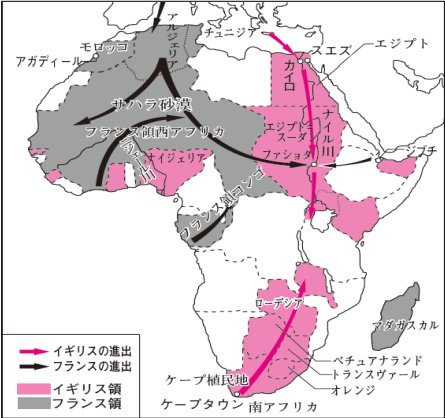 アルジェリア
チュニジア
モロッコ
アガディール
スエズ
エジプト
カイロ
サハラ砂漠
フランス領西アフリカ
エジプト=
スーダ
ナイル川
ファショダ
ジブチ
ナイジェリア
ニジェール川
フランス領コンゴ
ローデシア
マダガスカル
ベチュアナランド
トランスヴァール
オレンジ
ケープ植民地
ケープタウン
南アフリカ
イギリスの進出
フランスの進出
イギリス領
フランス領